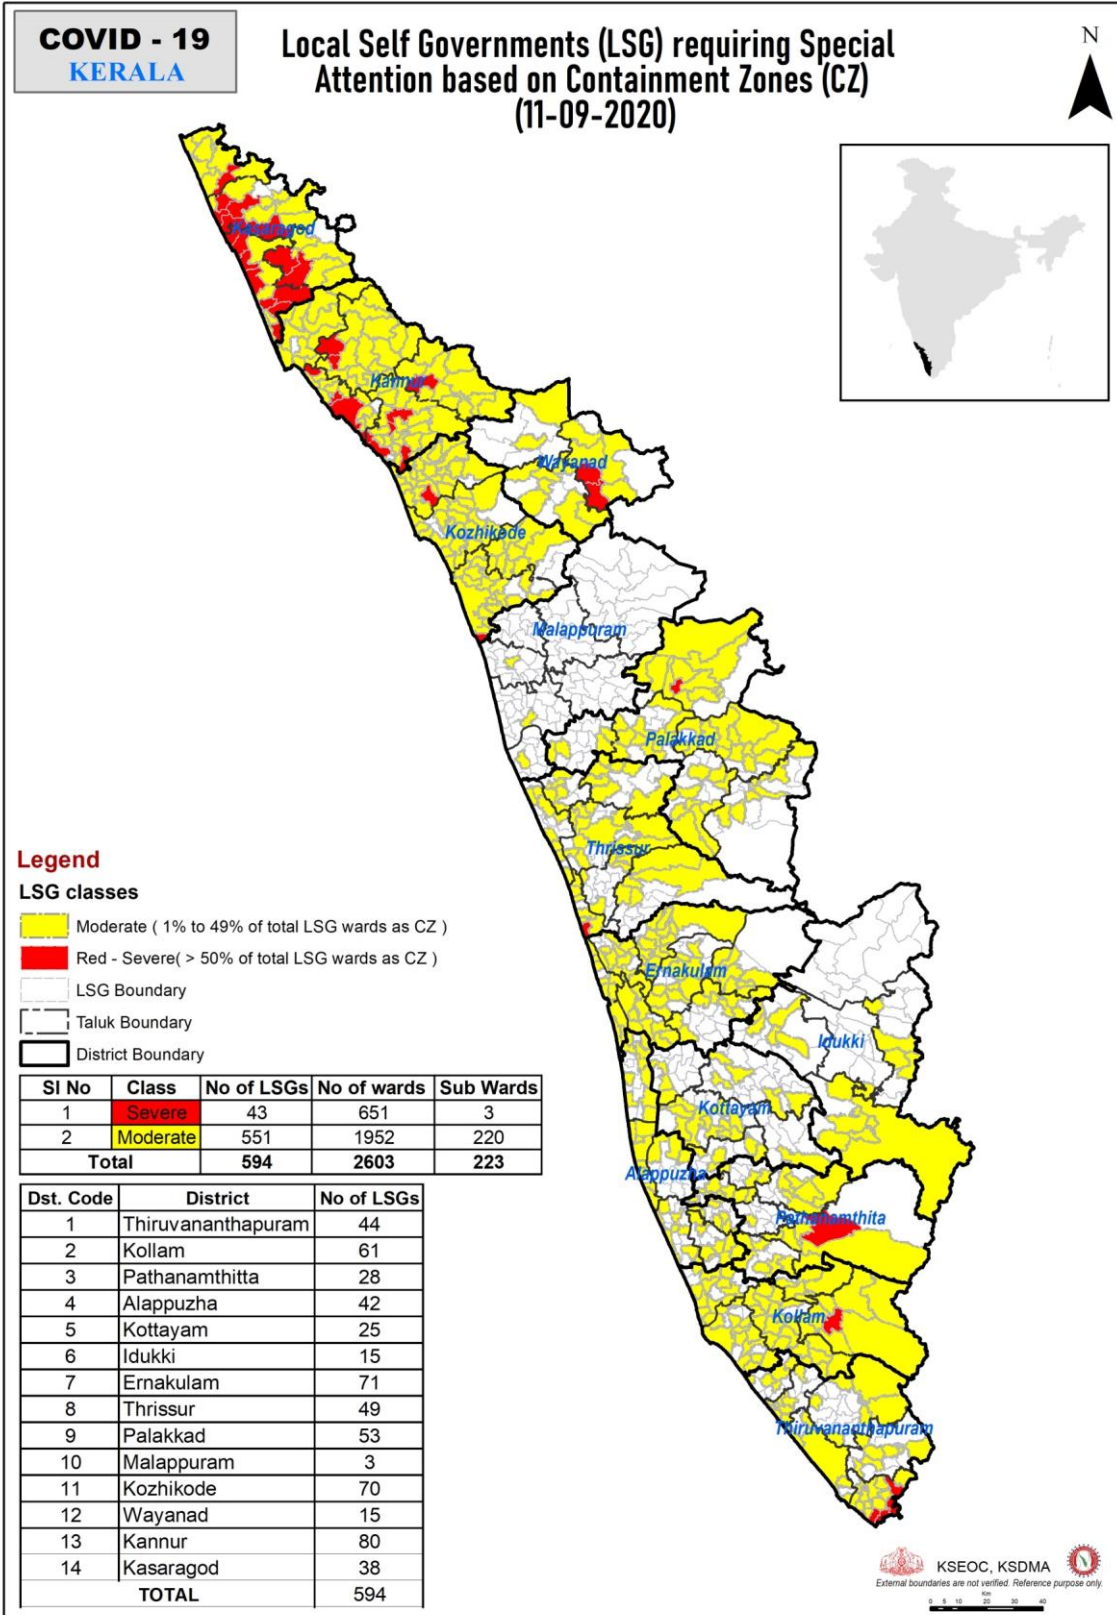 COVID - 19
KERALA
Local Self Governments (LSG) requiring Special
Attention based on Containment Zones (CZ)
(11-09-2020)
N
Kasaragod
Kannur
Wayanad
Kozhikode
Malappuram
Palakkad
Thrissur
Ernakulam
Idukki
Kottayam
Alappuzha
Pathanamthita
Kollam
Thiruvananthapuram
Legend
LSG classes
Moderate ( 1% to 49% of total LSG wards as CZ )
Red - Severe( > 50% of total LSG wards as CZ )
LSG Boundary
Taluk Boundary
District Boundary
Sl No Class No of LSGs No of wards Sub Wards
1 Severe 43 651 3
2 Moderate 551 1952 220
Total 594 2603 223
Dst. Code District No of LSGs
1 Thiruvananthapuram 44
2 Kollam 61
3 Pathanamthitta 28
4 Alappuzha 42
5 Kottayam 25
6 Idukki 15
7 Ernakulam 71
8 Thrissur 49
9 Palakkad 53
10 Malappuram 3
11 Kozhikode 70
12 Wayanad 15
13 Kannur 80
14 Kasaragod 38
TOTAL 594
KSEOC, KSDMA
External boundaries are not verified. Reference purpose only.
Km
0 5 10 20 30 40